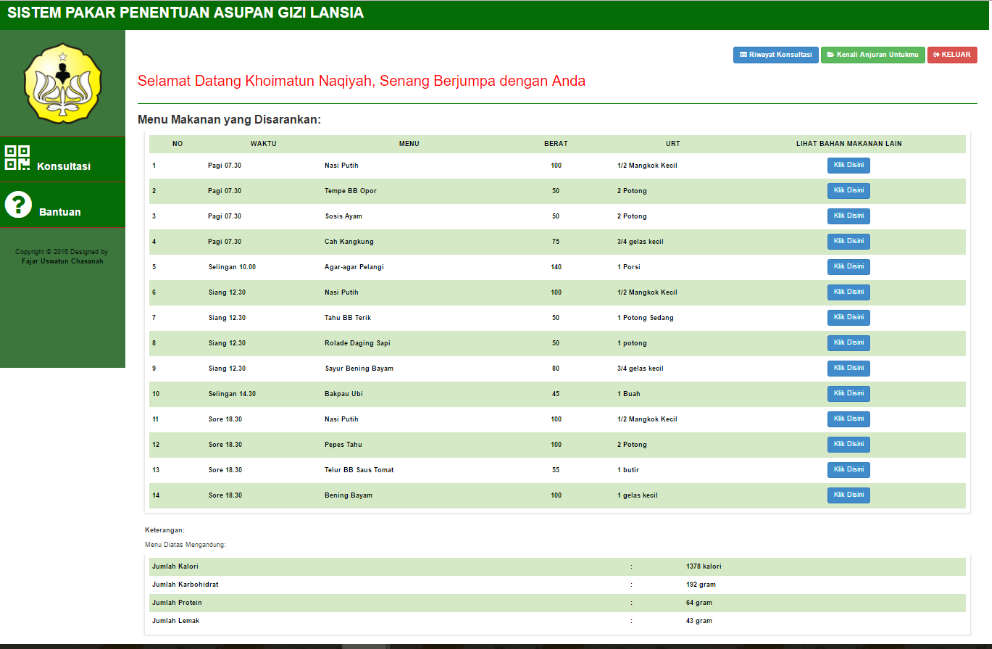 SISTEM PAKAR PENENTUAN ASUPAN GIZI LANSIA
Riwayat Konsultasi Kenali Anjuran Untukmu KELUAR
Selamat Datang Khoimatun Naqiyah, Senang Berjumpa dengan Anda
Konsultasi
Bantuan
Copyright © 2016 Designed by
Fajar Uswatun Chasanah
Menu Makanan yang Disarankan:
NO WAKTU MENU BERAT URT LIHAT BAHAN MAKANAN LAIN
1 Pagi 07.30 Nasi Putih 100 1/2 Mangkok Kecil Klik Disini
2 Pagi 07.30 Tempe BB Opor 50 2 Potong Klik Disini
3 Pagi 07.30 Sosis Ayam 50 2 Potong Klik Disini
4 Pagi 07.30 Cah Kangkung 75 3/4 gelas kecil Klik Disini
5 Selingan 10.00 Agar-agar Pelangi 140 1 Porsi Klik Disini
6 Siang 12.30 Nasi Putih 100 1/2 Mangkok Kecil Klik Disini
7 Siang 12.30 Tahu BB Terik 50 1 Potong Sedang Klik Disini
8 Siang 12.30 Rolade Daging Sapi 50 1 potong Klik Disini
9 Siang 12.30 Sayur Bening Bayam 80 3/4 gelas kecil Klik Disini
10 Selingan 14.30 Bakpau Ubi 45 1 Buah Klik Disini
11 Sore 18.30 Nasi Putih 100 1/2 Mangkok Kecil Klik Disini
12 Sore 18.30 Pepes Tahu 100 2 Potong Klik Disini
13 Sore 18.30 Telur BB Saus Tomat 55 1 butir Klik Disini
14 Sore 18.30 Bening Bayam 100 1 gelas kecil Klik Disini
Keterangan:
Menu Diatas Mengandung:
Jumlah Kalori : 1378 kalori
Jumlah Karbohidrat : 192 gram
Jumlah Protein : 64 gram
Jumlah Lemak : 43 gram